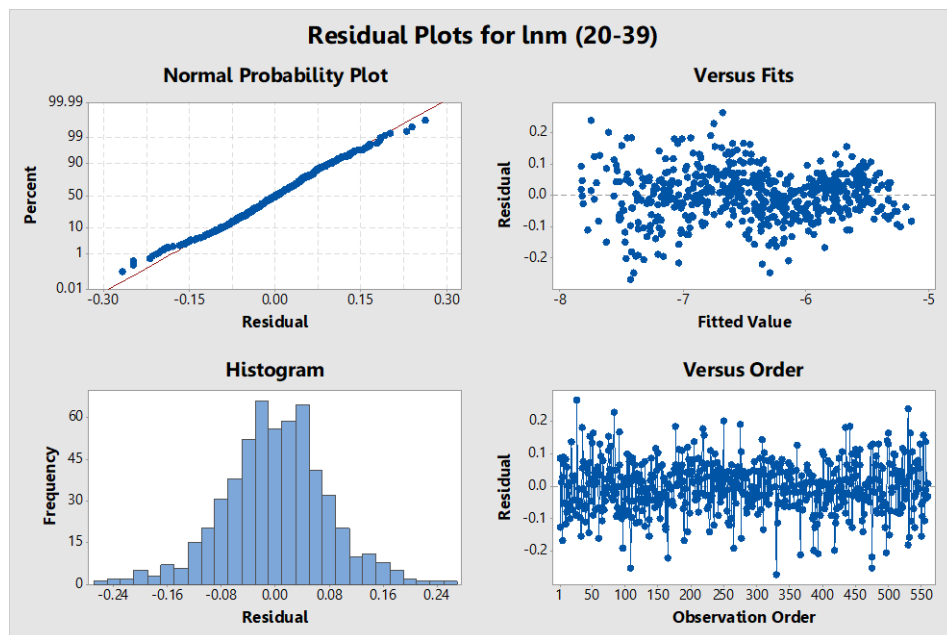 Residual Plots for lnm (20-39)
Normal Probability Plot
99.99
99
90
50
10
1
0.01
Percent
-0.30 -0.15 0.00 0.15 0.30
Residual
Versus Fits
0.2
0.1
0.0
-0.1
-0.2
Residual
-8 -7 -6 -5
Fitted Value
Histogram
60
45
30
15
0
Frequency
-0.24 -0.16 -0.08 0.00 0.08 0.16 0.24
Residual
Versus Order
0.2
0.1
0.0
-0.1
-0.2
Residual
1 50 100 150 200 250 300 350 400 450 500 550
Observation Order